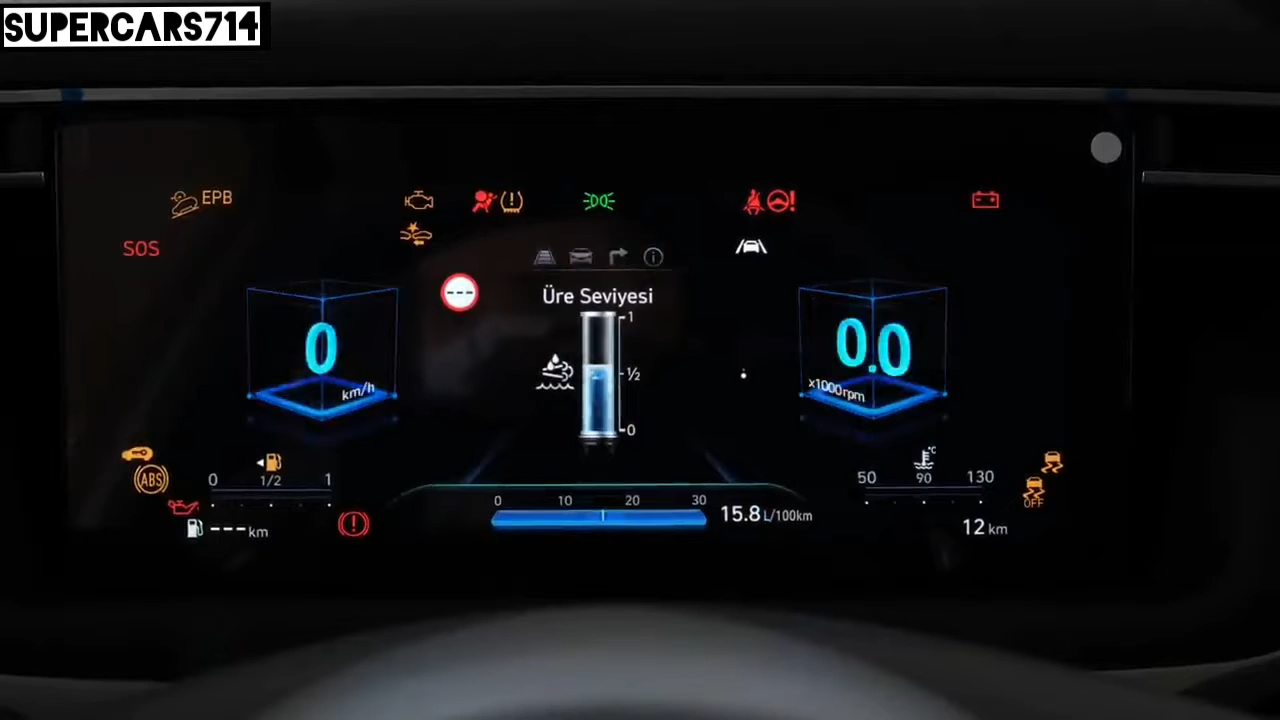 SUPERCARS714
EPB
SOS
Üre Seviyesi
1
1/2
0
0
km/h
0.0
x1000rpm
ABS
0 1/2 1
--- km
0 10 20 30
15.8 L/100km
°C
50 90 130
OFF
12 km